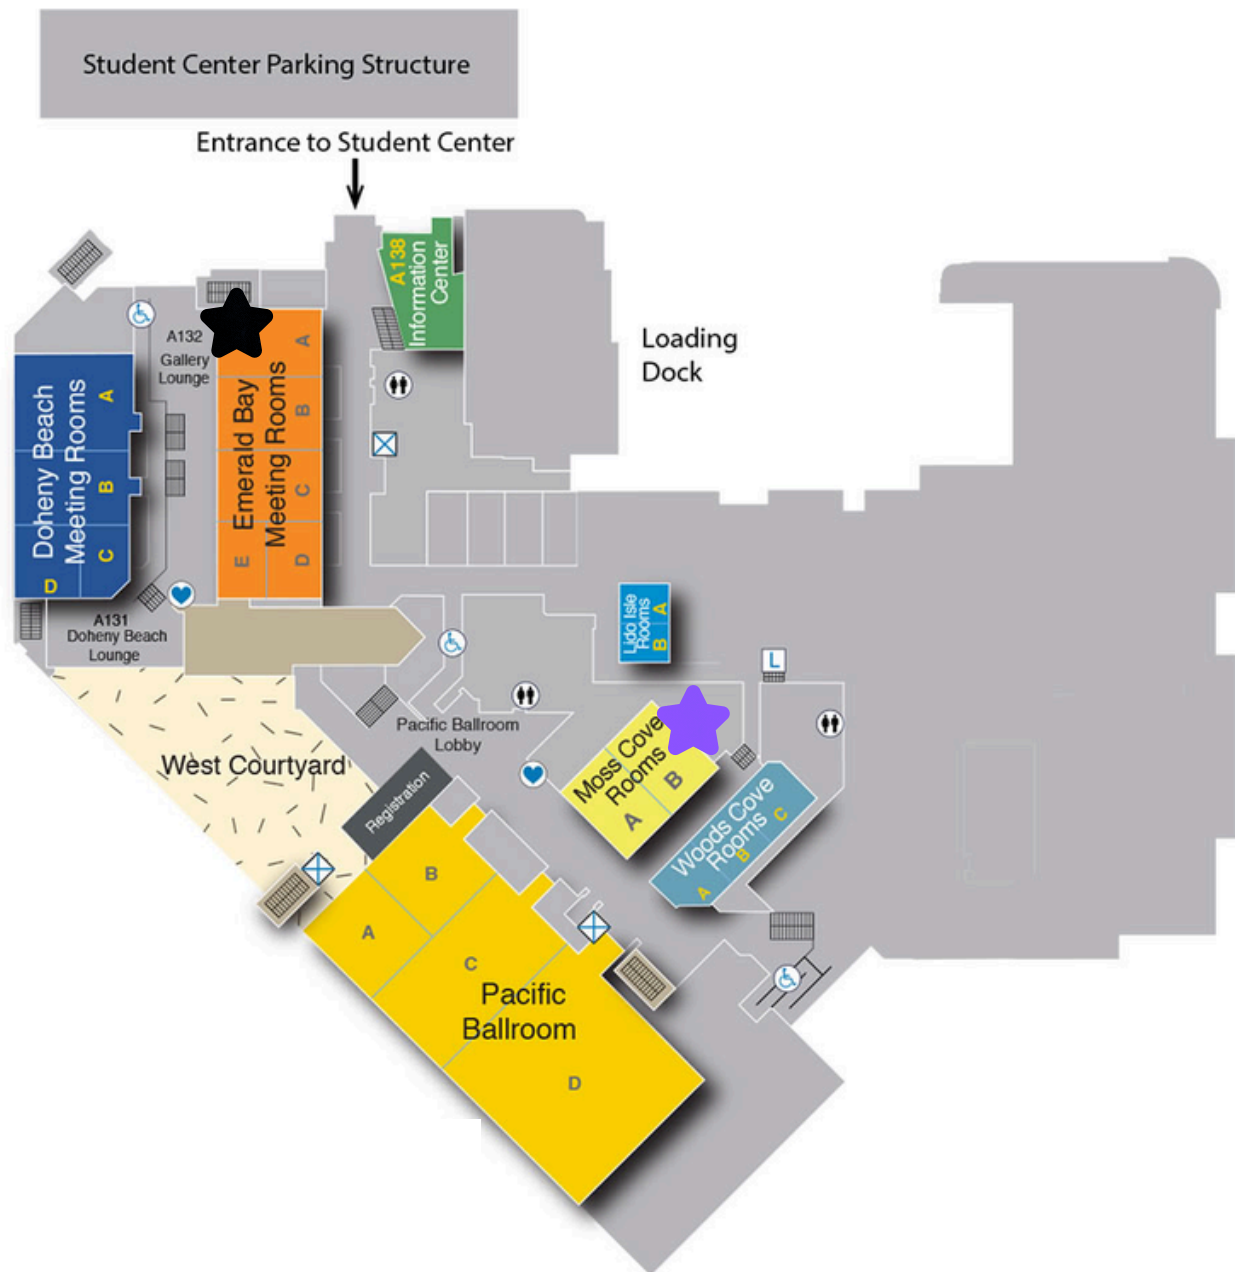 Student Center Parking Structure
Entrance to Student Center
A138
Information
Center
Loading
Dock
A132
Gallery
Lounge
Doheny Beach
Meeting Rooms
A
B
C
D
Emerald Bay
Meeting Rooms
A
B
C
D
E
A131
Doheny Beach
Lounge
Lido Isle
Rooms
A
B
L
Pacific Ballroom
Lobby
West Courtyard
Registration
Moss Cove
Rooms
A
B
Woods Cove
Rooms
A
B
C
Pacific
Ballroom
A
B
C
D